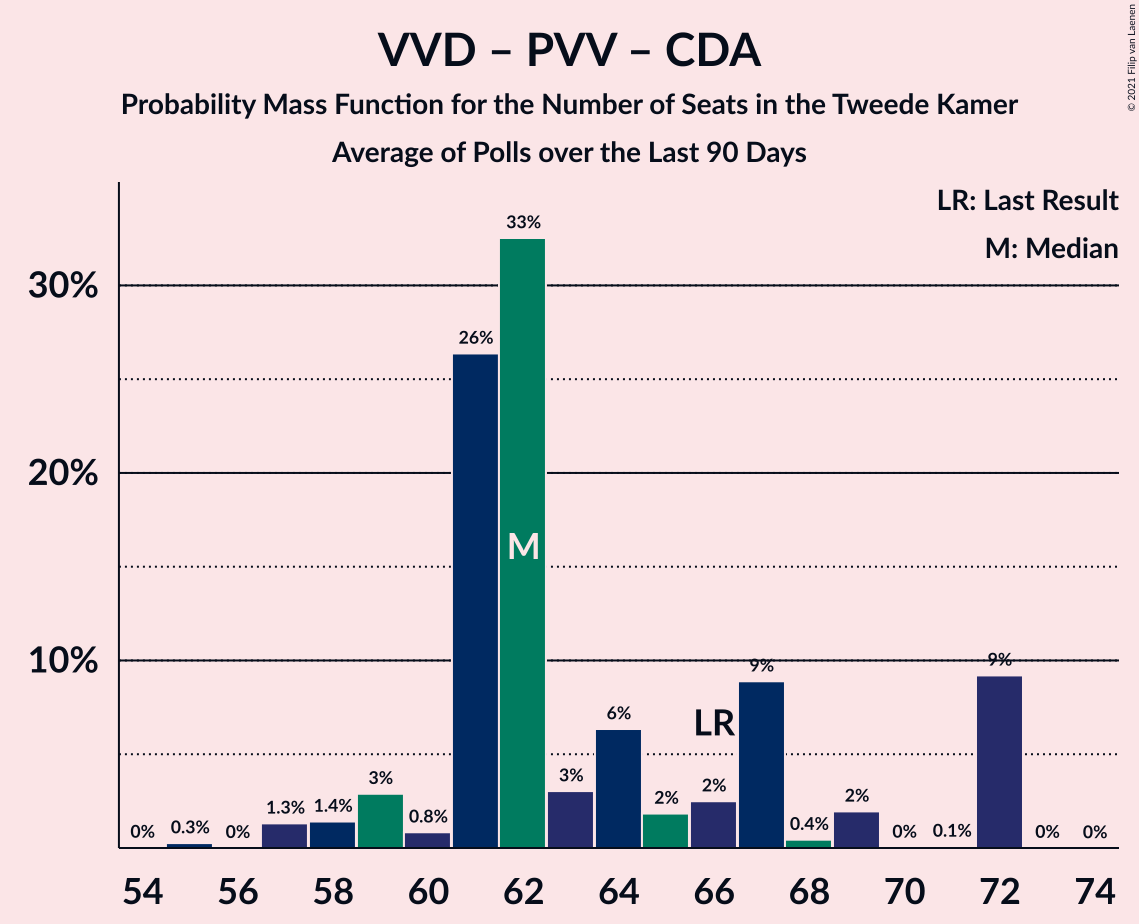 VVD – PVV – CDA
Probability Mass Function for the Number of Seats in the Tweede Kamer
Average of Polls over the Last 90 Days
© 2021 Filip van Laenen
LR: Last Result
M: Median
30%
20%
10%
0%
0.3%
0%
1.3%
1.4%
3%
0.8%
26%
33%
M
3%
6%
2%
LR
2%
9%
0.4%
2%
0%
0.1%
9%
0%
0%
54 56 58 60 62 64 66 68 70 72 74